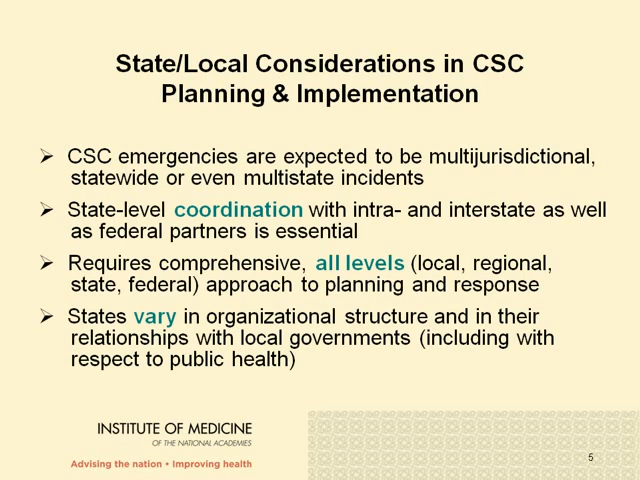 State/Local Considerations in CSC
Planning & Implementation
➢ CSC emergencies are expected to be multijurisdictional,
statewide or even multistate incidents
➢ State-level coordination with intra- and interstate as well
as federal partners is essential
➢ Requires comprehensive, all levels (local, regional,
state, federal) approach to planning and response
➢ States vary in organizational structure and in their
relationships with local governments (including with
respect to public health)
INSTITUTE OF MEDICINE
OF THE NATIONAL ACADEMIES
Advising the nation • Improving health
5